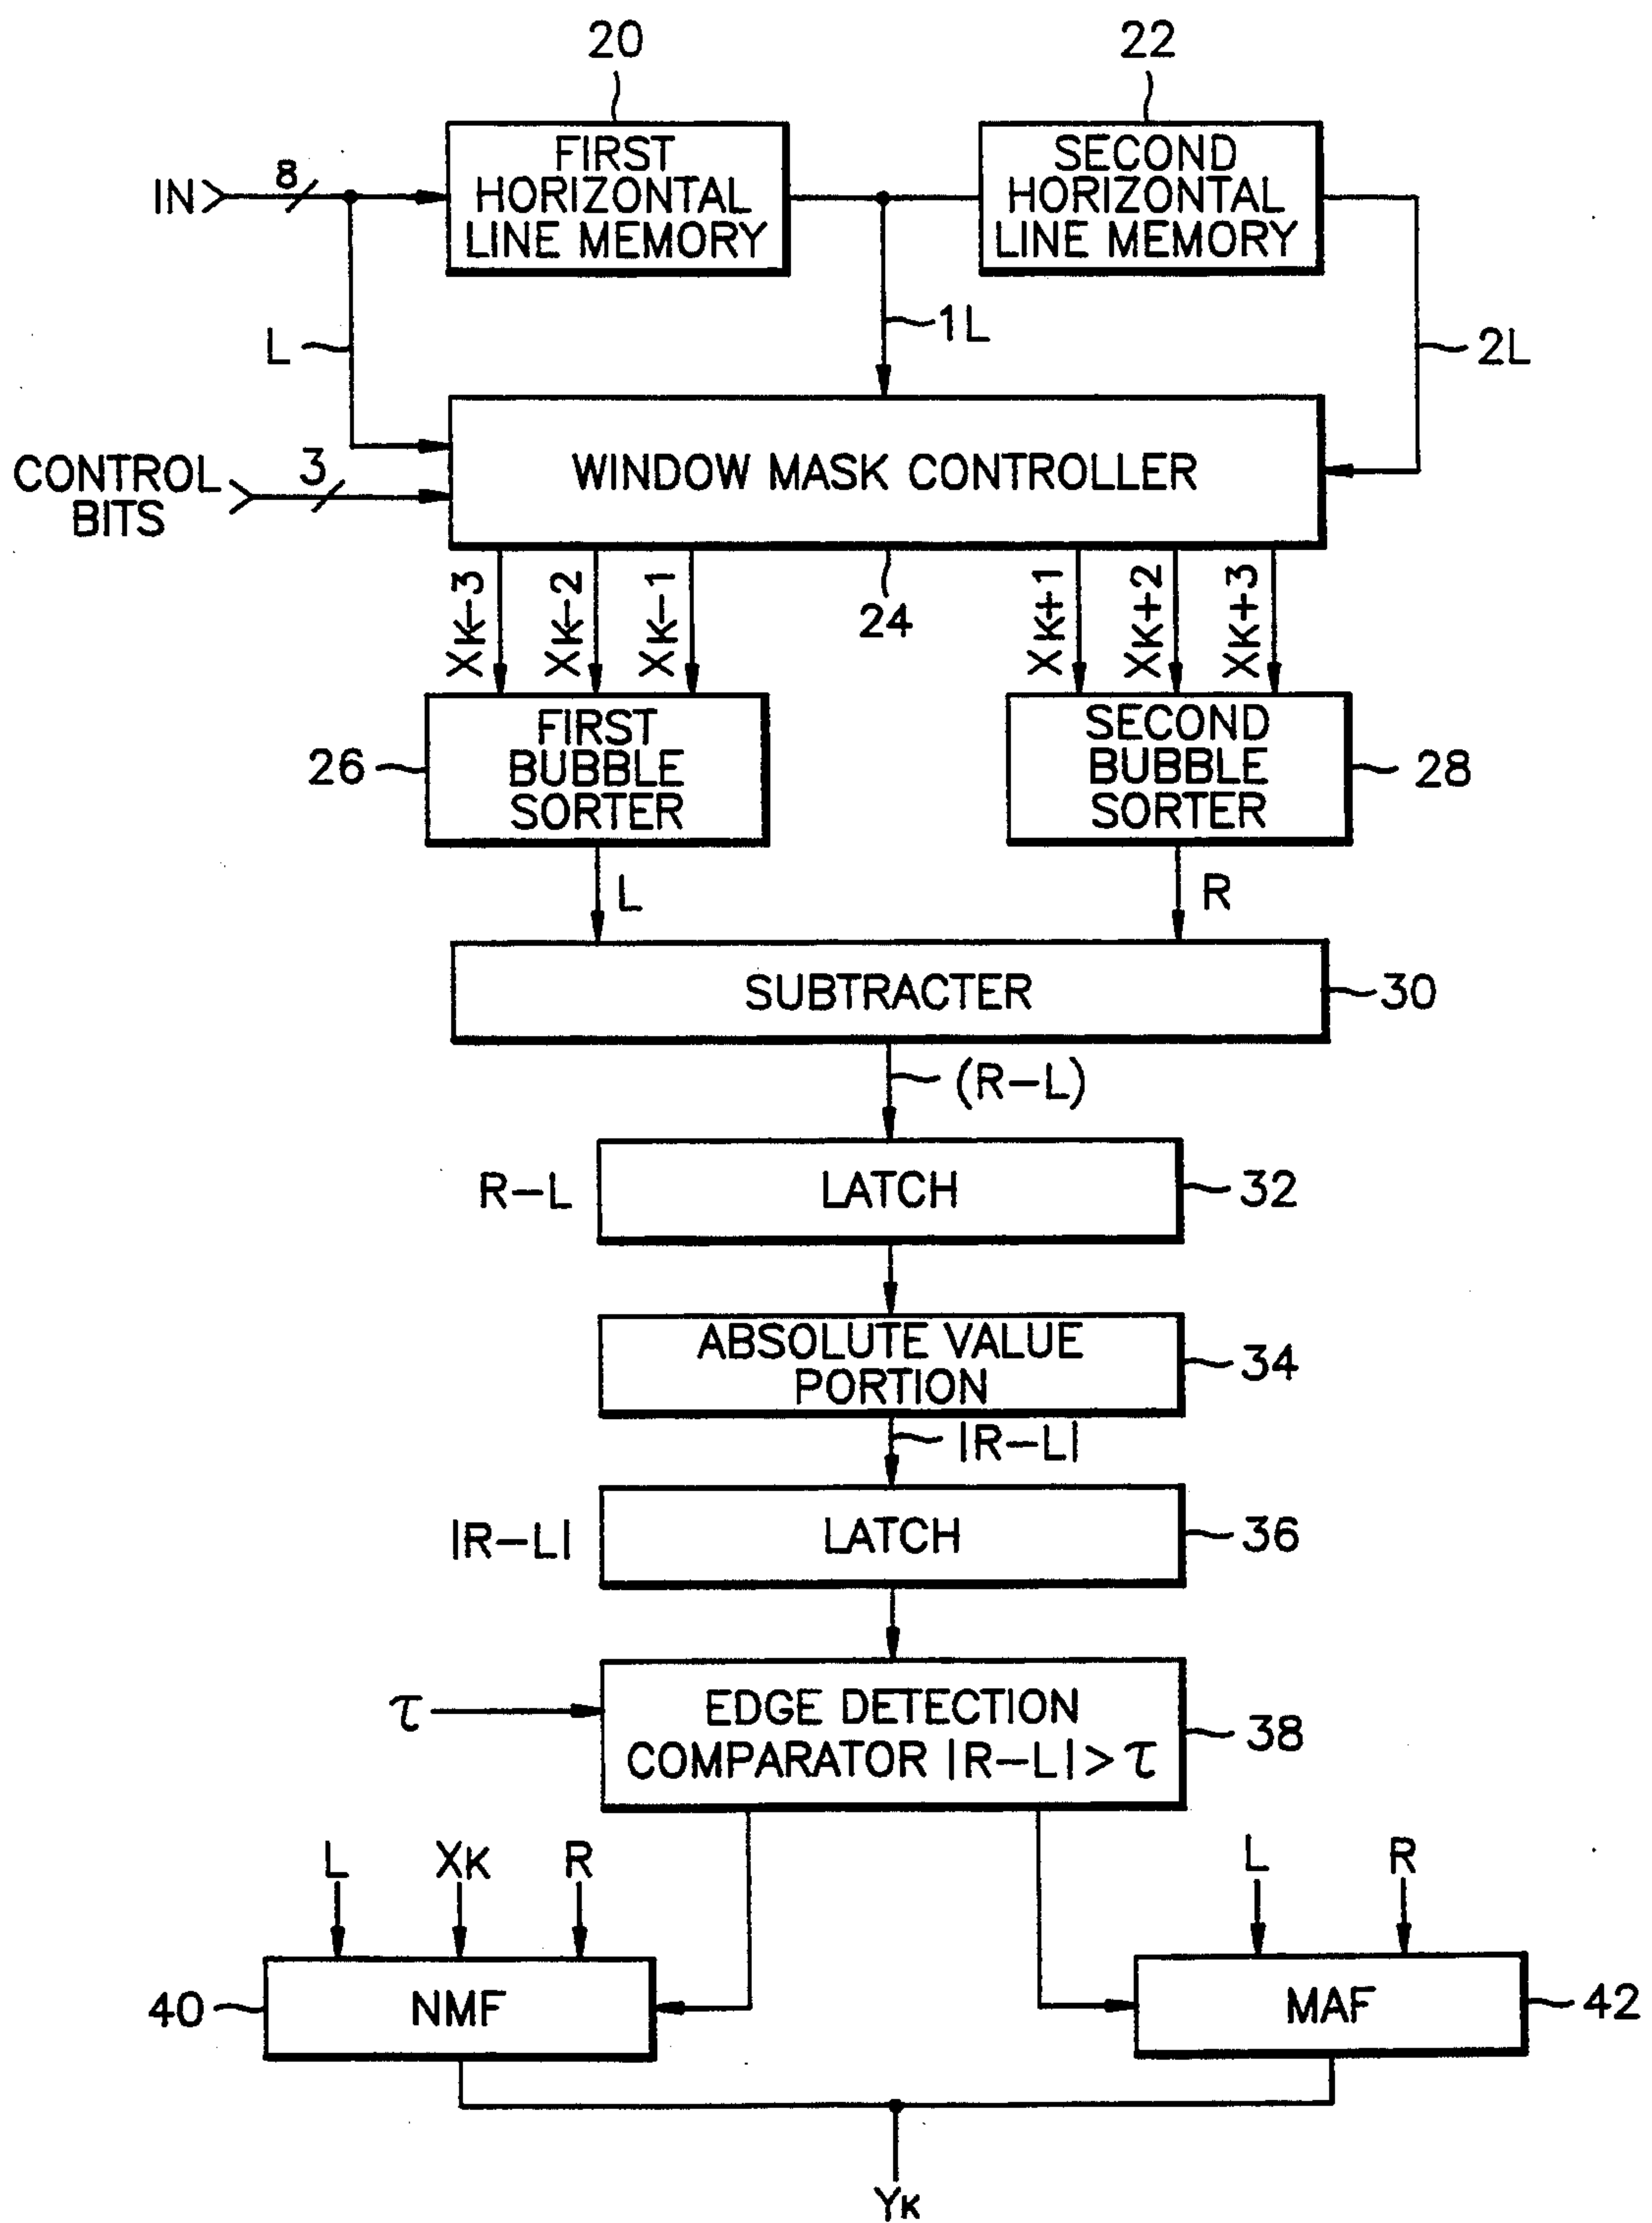 20
22
FIRST
HORIZONTAL
LINE MEMORY
SECOND
HORIZONTAL
LINE MEMORY
IN
8
L
1L
2L
CONTROL
BITS
3
WINDOW MASK CONTROLLER
24
XK-3
XK-2
XK-1
XK+1
XK+2
XK+3
26
FIRST
BUBBLE
SORTER
SECOND
BUBBLE
SORTER
28
L
R
SUBTRACTER
30
(R-L)
R-L
LATCH
32
ABSOLUTE VALUE
PORTION
34
|R-L|
|R-L|
LATCH
36
τ
EDGE DETECTION
COMPARATOR |R-L| > τ
38
L
XK
R
L
R
40
NMF
MAF
42
YK